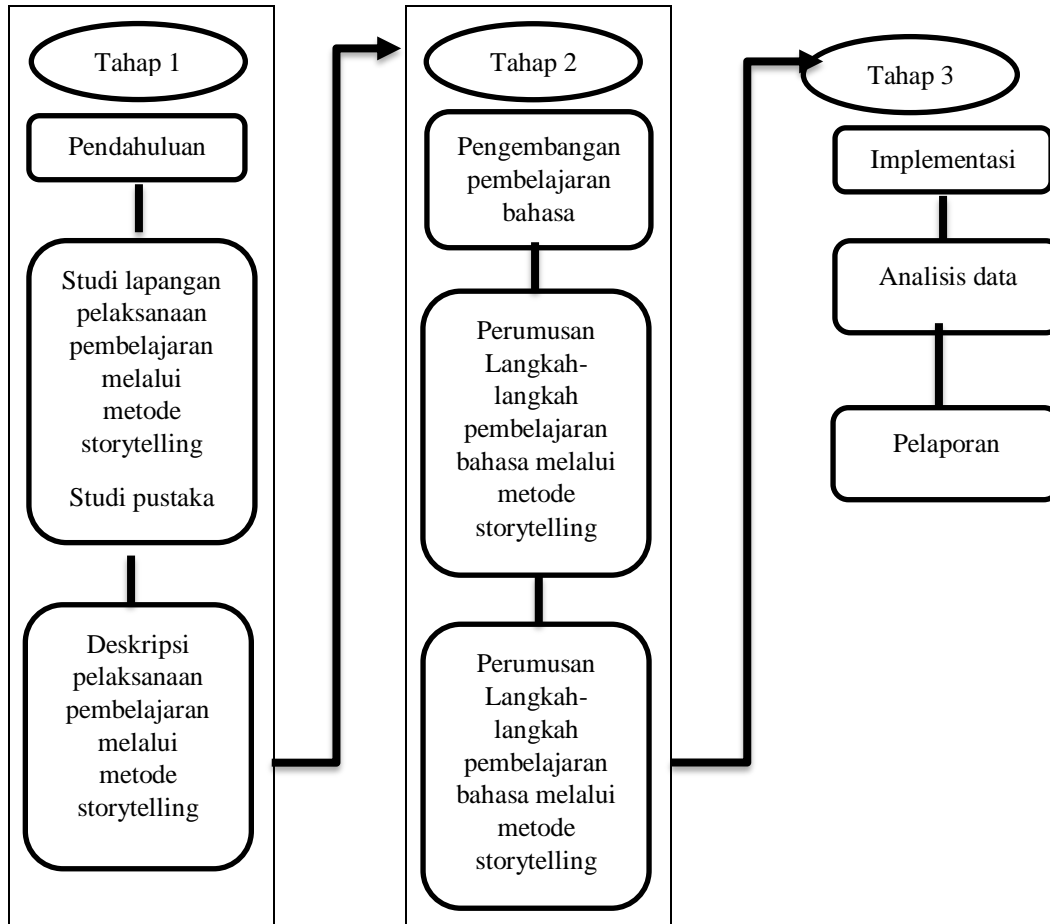 Tahap 1
Pendahuluan
Studi lapangan
pelaksanaan
pembelajaran
melalui
metode
storytelling
Studi pustaka
Deskripsi
pelaksanaan
pembelajaran
melalui
metode
storytelling
Tahap 2
Pengembangan
pembelajaran
bahasa
Perumusan
Langkah-
langkah
pembelajaran
bahasa melalui
metode
storytelling
Perumusan
Langkah-
langkah
pembelajaran
bahasa melalui
metode
storytelling
Tahap 3
Implementasi
Analisis data
Pelaporan